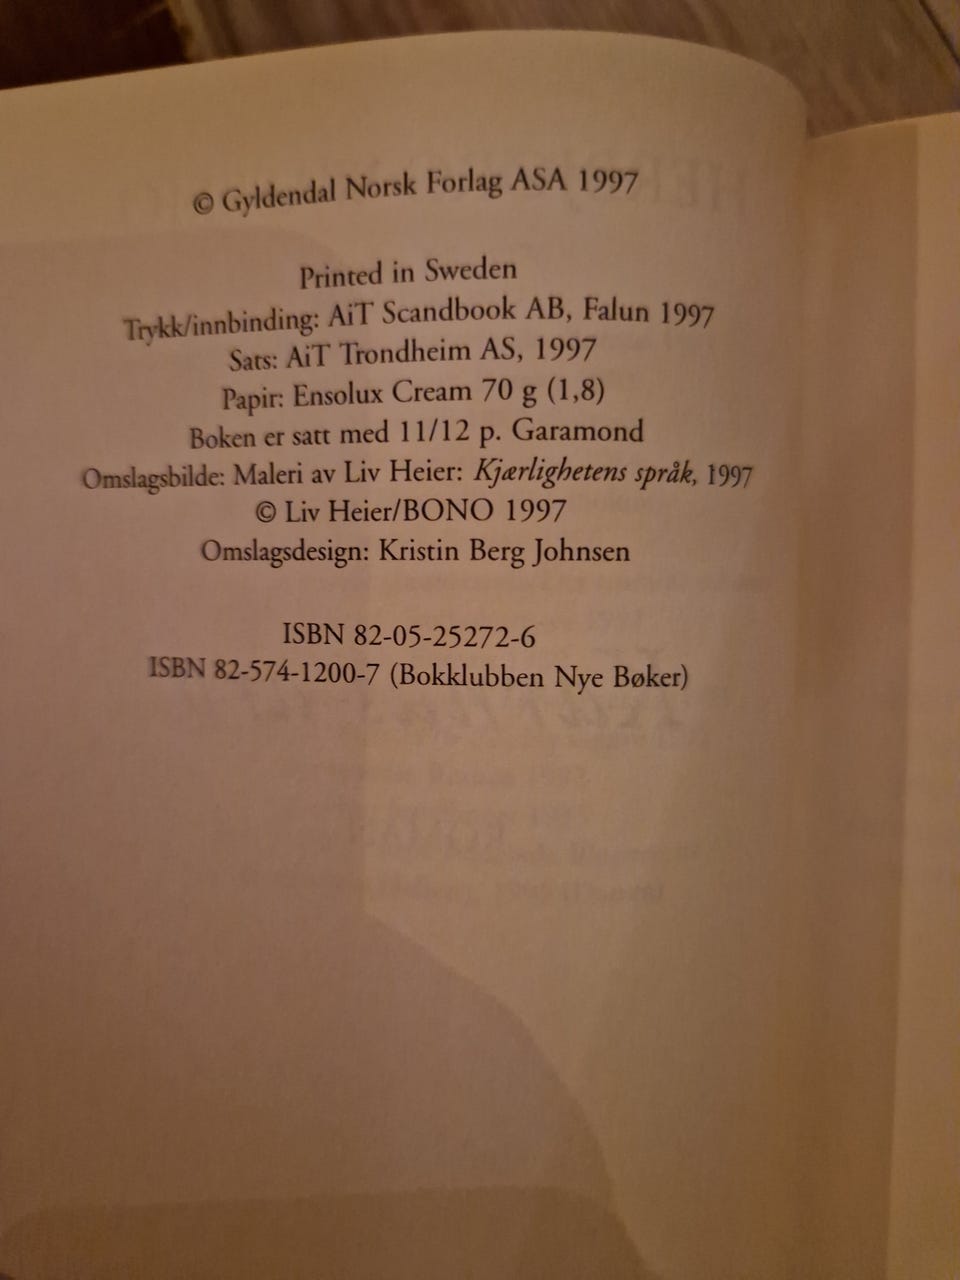 © Gyldendal Norsk Forlag ASA 1997
Printed in Sweden
Trykk/innbinding: AiT Scandbook AB, Falun 1997
Sats: AiT Trondheim AS, 1997
Papir: Ensolux Cream 70 g (1,8)
Boken er satt med 11/12 p. Garamond
Omslagsbilde: Maleri av Liv Heier: Kjærlighetens språk, 1997
© Liv Heier/BONO 1997
Omslagsdesign: Kristin Berg Johnsen
ISBN 82-05-25272-6
ISBN 82-574-1200-7 (Bokklubben Nye Bøker)